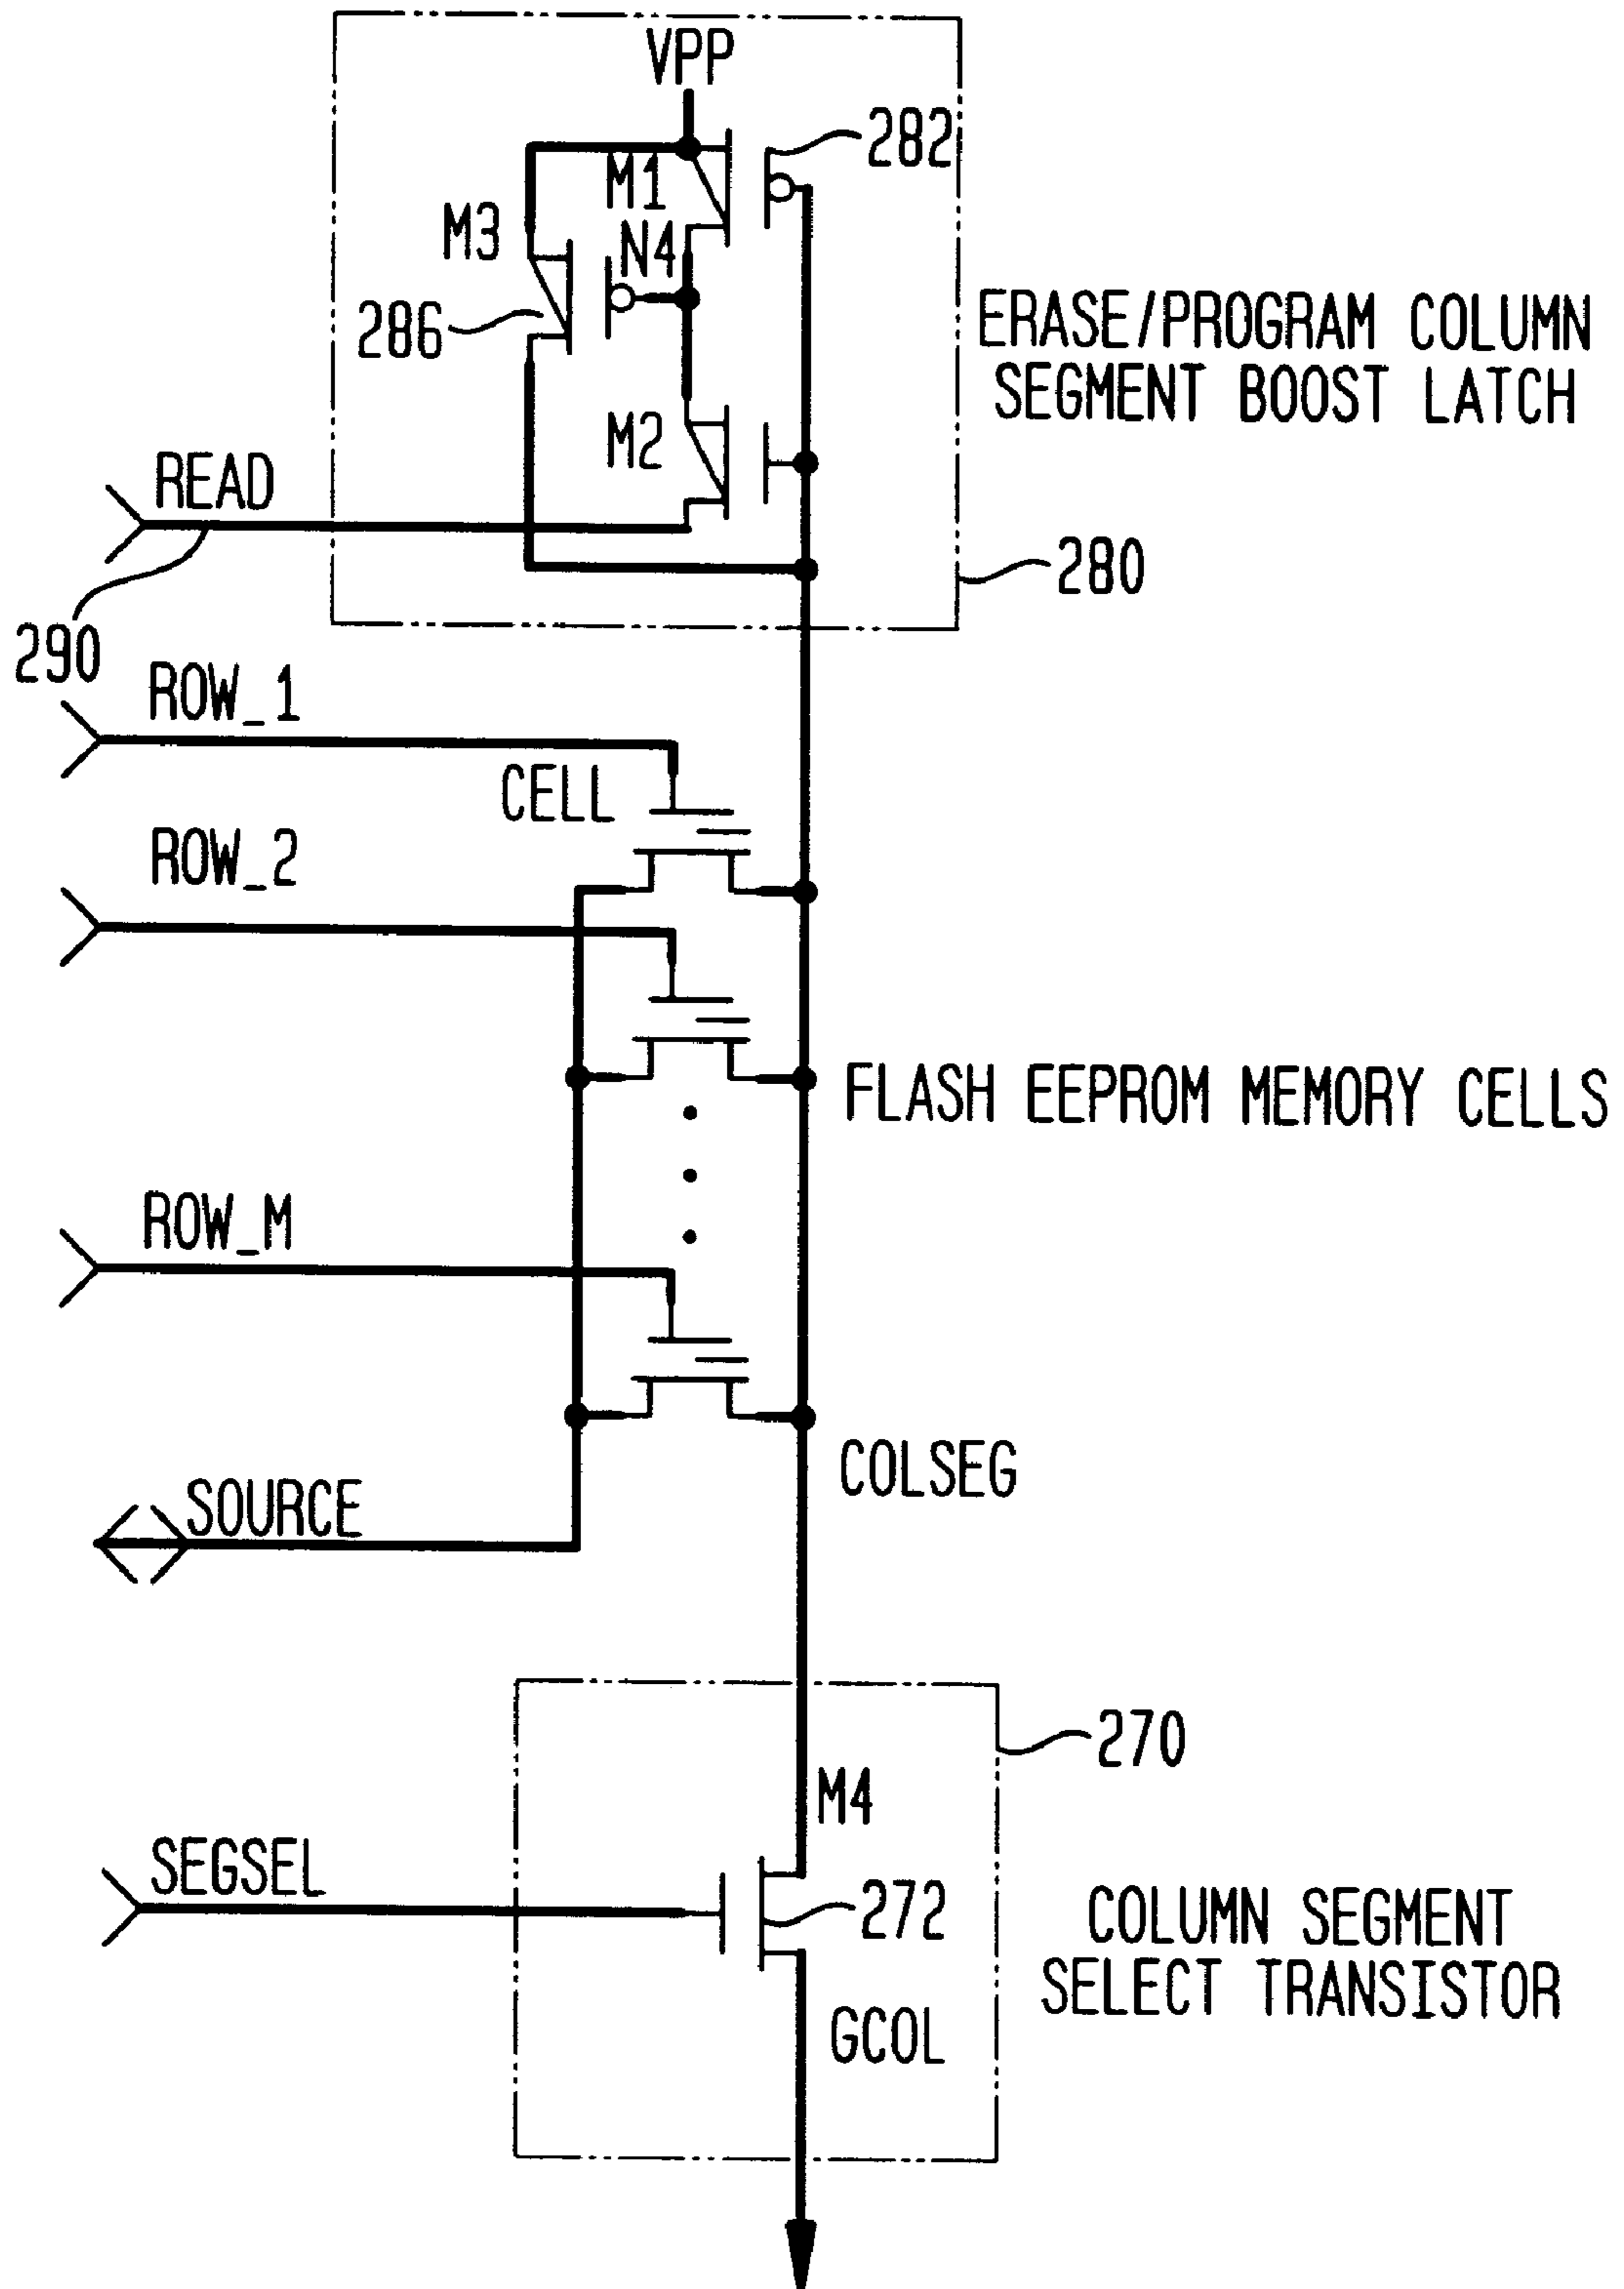 VPP
282
M1
M3
N4
286
ERASE/PROGRAM COLUMN
SEGMENT BOOST LATCH
M2
READ
280
290
ROW_1
CELL
ROW_2
FLASH EEPROM MEMORY CELLS
ROW_M
COLSEG
SOURCE
270
M4
SEGSEL
272
COLUMN SEGMENT
SELECT TRANSISTOR
GCOL